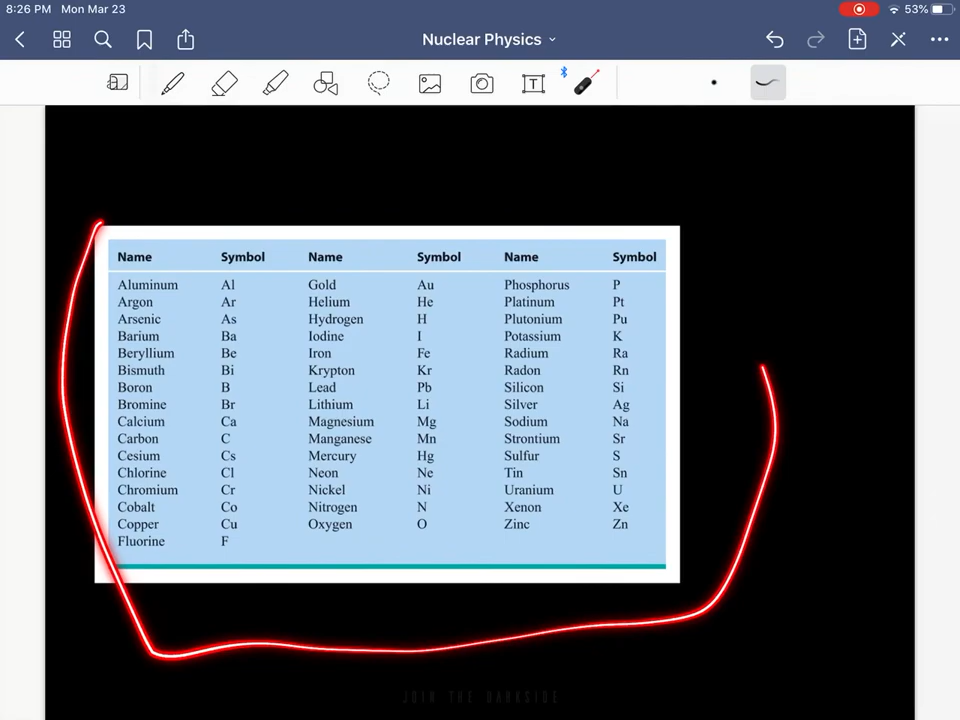 8:26 PM Mon Mar 23 53%
Nuclear Physics
T
Name Symbol Name Symbol Name Symbol
Aluminum Al Gold Au Phosphorus P
Argon Ar Helium He Platinum Pt
Arsenic As Hydrogen H Plutonium Pu
Barium Ba Iodine I Potassium K
Beryllium Be Iron Fe Radium Ra
Bismuth Bi Krypton Kr Radon Rn
Boron B Lead Pb Silicon Si
Bromine Br Lithium Li Silver Ag
Calcium Ca Magnesium Mg Sodium Na
Carbon C Manganese Mn Strontium Sr
Cesium Cs Mercury Hg Sulfur S
Chlorine Cl Neon Ne Tin Sn
Chromium Cr Nickel Ni Uranium U
Cobalt Co Nitrogen N Xenon Xe
Copper Cu Oxygen O Zinc Zn
Fluorine F
JOIN THE DARKSIDE